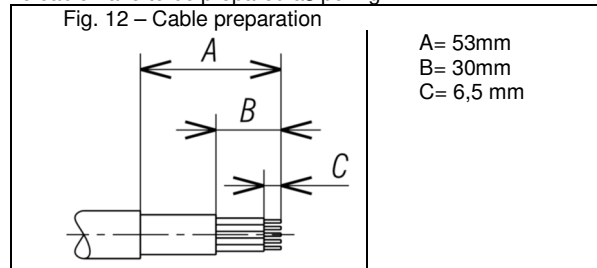 Fig. 12 – Cable preparation
A
B
C
A= 53mm
B= 30mm
C= 6,5 mm